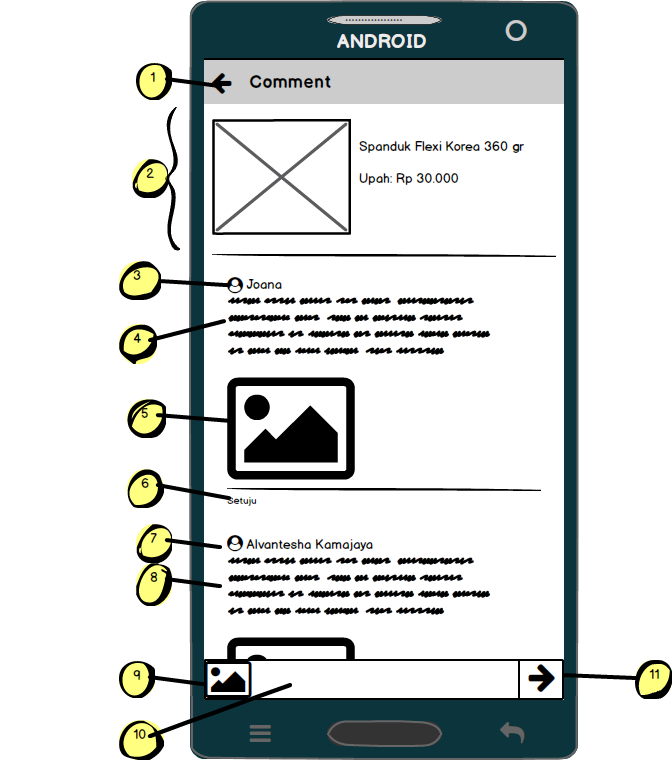 ANDROID
1
Comment
Spanduk Flexi Korea 360 gr
2
Upah: Rp 30.000
3
Joana
4
5
6
Setuju
7
Alvantesha Kamajaya
8
9
11
10